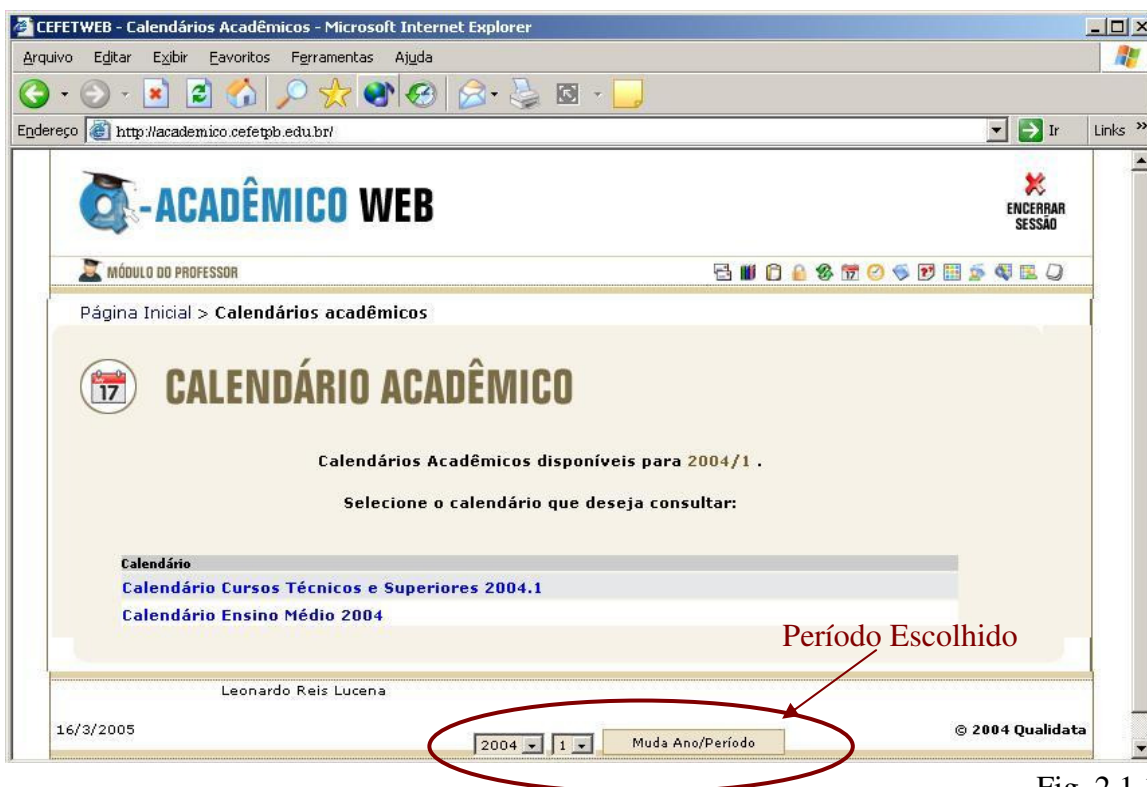 CEFETWEB - Calendários Acadêmicos - Microsoft Internet Explorer
Arquivo Editar Exibir Favoritos Ferramentas Ajuda
Endereço http://academico.cefetpb.edu.br/ Ir Links »
-ACADÊMICO WEB
ENCERRAR
SESSÃO
MÓDULO DO PROFESSOR
Página Inicial > Calendários acadêmicos
17
CALENDÁRIO ACADÊMICO
Calendários Acadêmicos disponíveis para 2004/1 .
Selecione o calendário que deseja consultar:
Calendário
Calendário Cursos Técnicos e Superiores 2004.1
Calendário Ensino Médio 2004
Período Escolhido
Leonardo Reis Lucena
16/3/2005
2004 1 Muda Ano/Período
© 2004 Qualidata